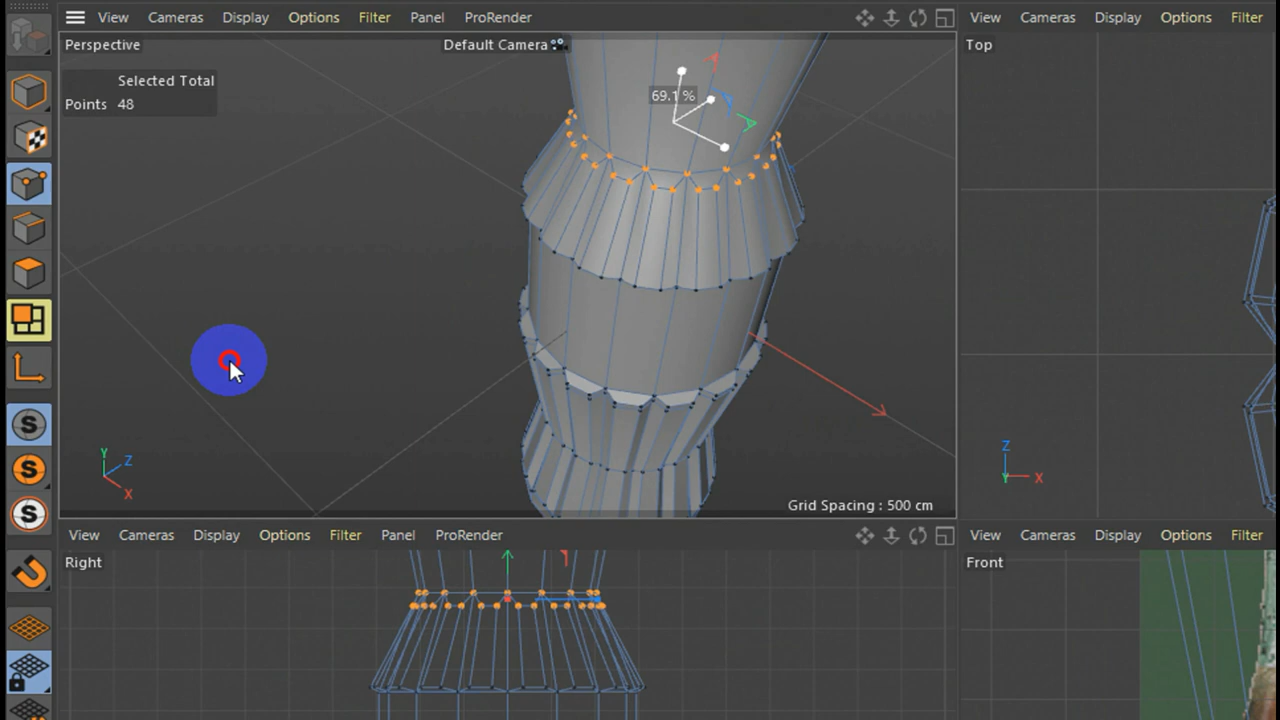 View Cameras Display Options Filter Panel ProRender
View Cameras Display Options Filter
Perspective
Default Camera
Top
Selected Total
Points 48
69.1 %
S
S
S
Y
Z
X
Z
Y
X
Grid Spacing : 500 cm
View Cameras Display Options Filter Panel ProRender
View Cameras Display Options Filter
Right
Front